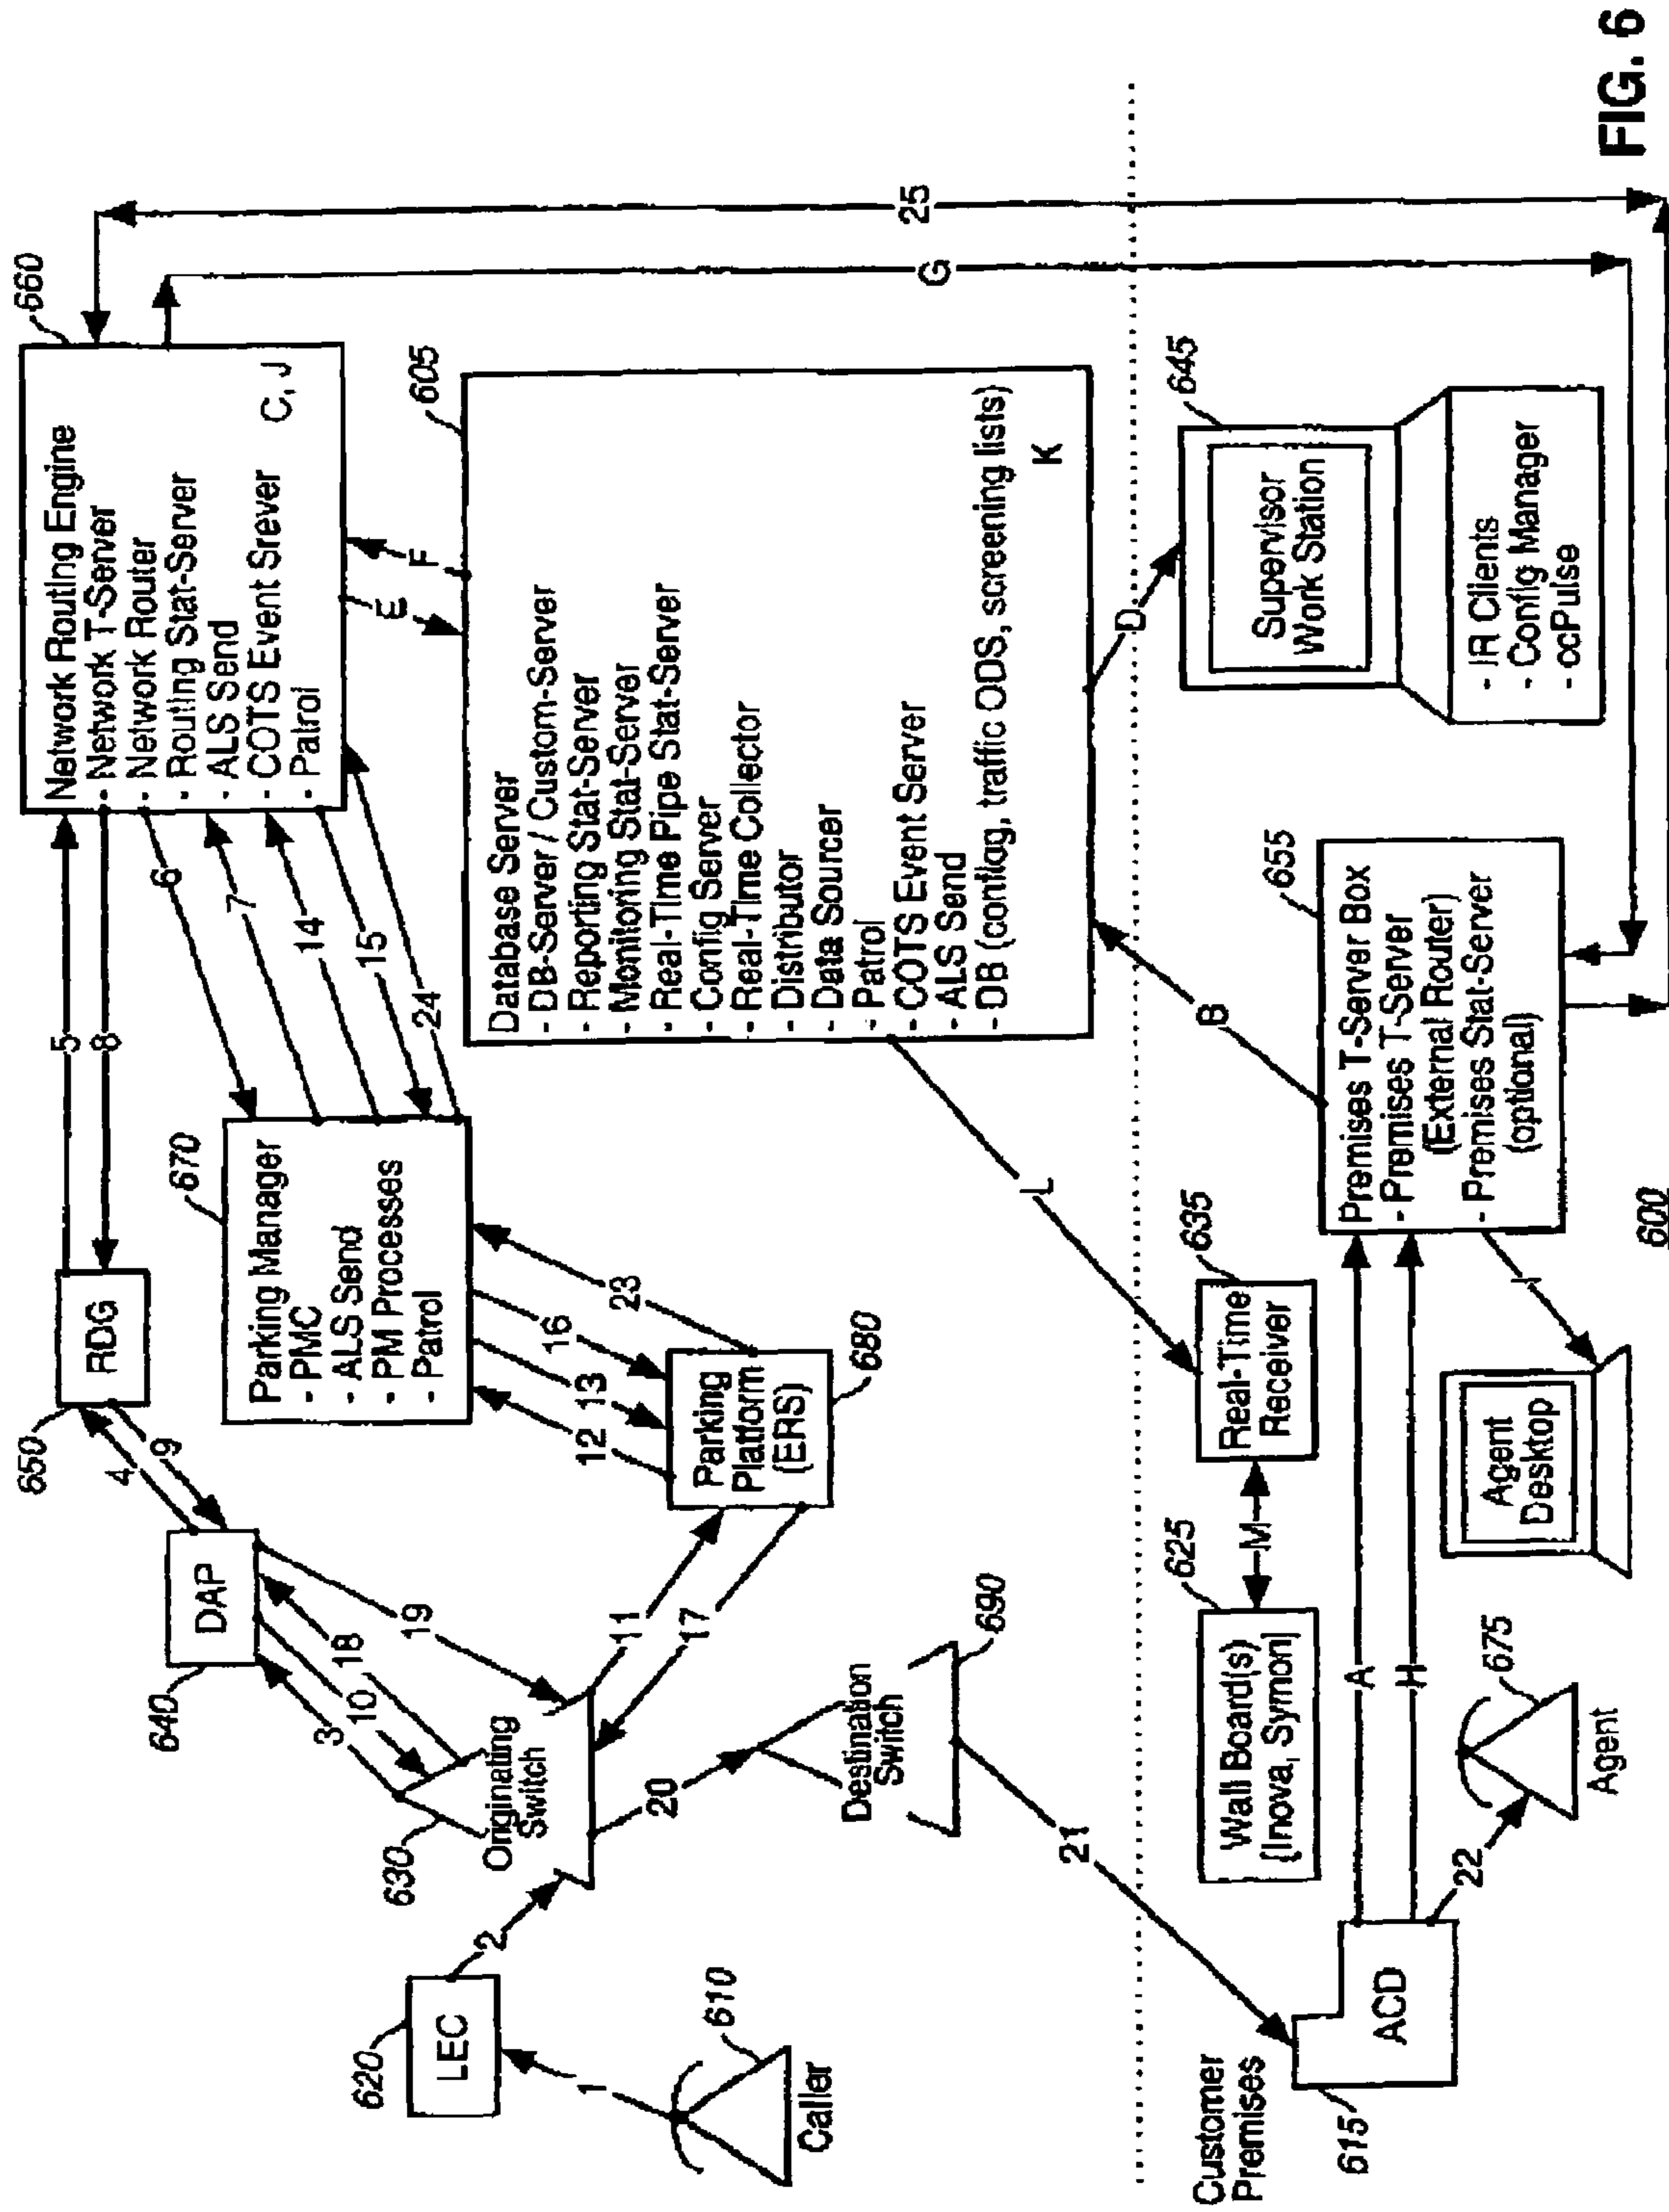 660
Network Routing Engine
- Network T-Server
- Network Router
- Routing Stat-Server
- ALS Send
- COTS Event Srever
- Patrol
C, J
5
8
6
7
14
15
24
E
F
G
25
RDG
650
4
9
DAP
640
3
10
18
19
670
Parking Manager
- PMC
- ALS Send
- PM Processes
- Patrol
12
13
16
23
Parking
Platform
(ERS)
680
11
17
605
Database Server
- DB-Server / Custom-Server
- Reporting Stat-Server
- Monitoring Stat-Server
- Real-Time Pipe Stat-Server
- Config Server
- Real-Time Collector
- Distributor
- Data Sourcer
- Patrol
- COTS Event Server
- ALS Send
- DB (contlog, traffic ODS, screening lists)
K
Originating
Switch
630
620
LEC
2
1
610
Caller
20
Destination
Switch
690
21
L
B
D
Customer
Premises
615
ACD
625
Wall Board(s)
[Inova, Symon]
M
635
Real-Time
Receiver
A
H
22
675
Agent
Agent
Desktop
I
655
Premises T-Server Box
- Premises T-Server
(External Router)
- Premises Stat-Server
(optional)
645
Supervisor
Work Station
- IR Clients
- Config Manager
- ccPulse
600
FIG. 6